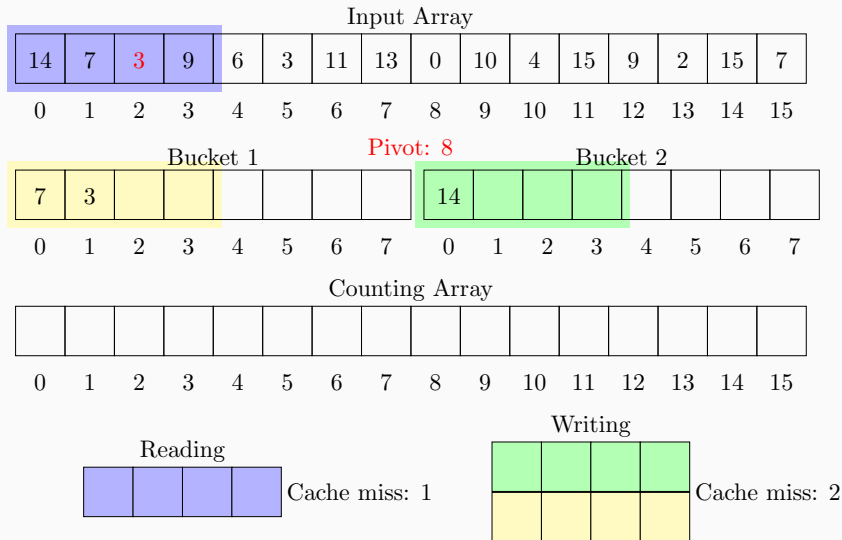 Input Array
14 7 3 9 6 3 11 13 0 10 4 15 9 2 15 7
0 1 2 3 4 5 6 7 8 9 10 11 12 13 14 15
Pivot: 8
Bucket 1
7 3
0 1 2 3 4 5 6 7
Bucket 2
14
0 1 2 3 4 5 6 7
Counting Array
0 1 2 3 4 5 6 7 8 9 10 11 12 13 14 15
Reading
Cache miss: 1
Writing
Cache miss: 2